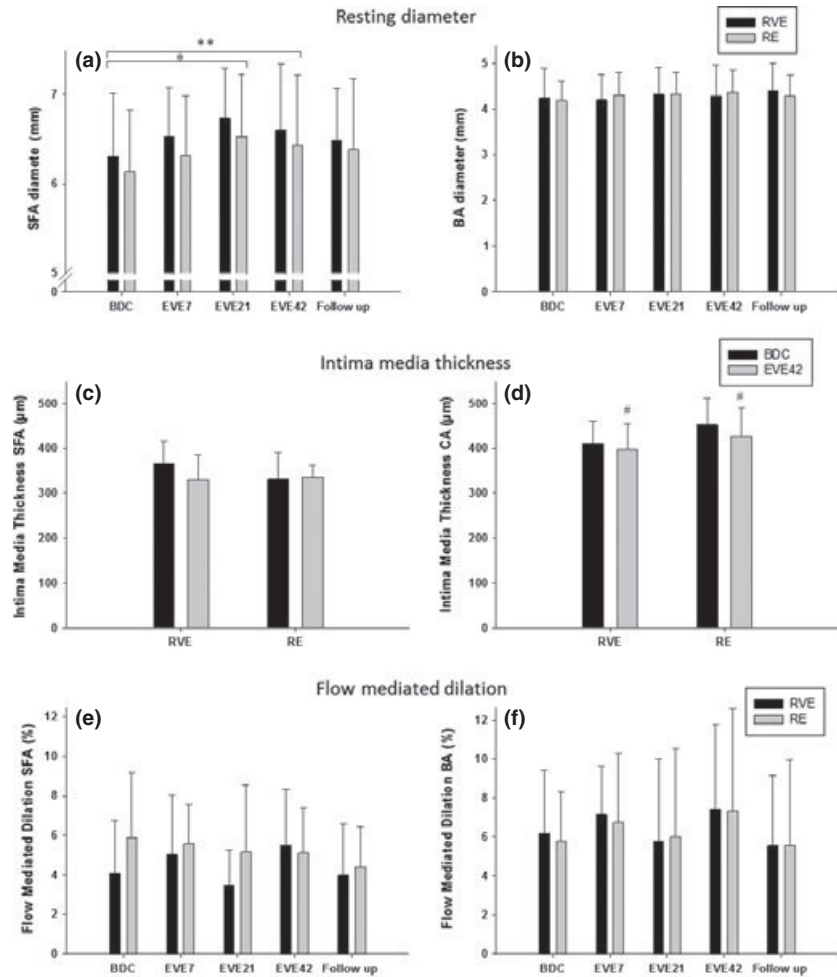 Resting diameter
RVE
RE
(a)
**
*
SFA diamete (mm)
7
6
5
0
BDC EVE7 EVE21 EVE42 Follow up
(b)
BA diameter (mm)
5
4
3
2
1
0
BDC EVE7 EVE21 EVE42 Follow up
Intima media thickness
BDC
EVE42
(c)
Intima Media Thickness SFA (µm)
500
400
300
200
100
0
RVE RE
(d)
# #
Intima Media Thickness CA (µm)
500
400
300
200
100
0
RVE RE
Flow mediated dilation
RVE
RE
(e)
Flow Mediated Dilation SFA (%)
12
10
8
6
4
2
0
BDC EVE7 EVE21 EVE42 Follow up
(f)
Flow Mediated Dilation BA (%)
12
10
8
6
4
2
0
BDC EVE7 EVE21 EVE42 Follow up